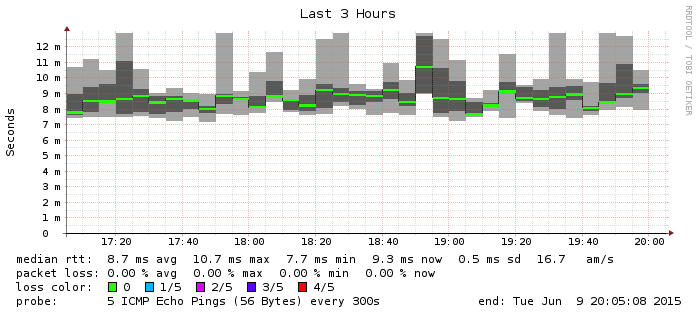 Last 3 Hours
RRDTOOL / TOBI OETIKER
Seconds
12 m
11 m
10 m
9 m
8 m
7 m
6 m
5 m
4 m
3 m
2 m
1 m
0
17:20 17:40 18:00 18:20 18:40 19:00 19:20 19:40 20:00
median rtt: 8.7 ms avg 10.7 ms max 7.7 ms min 9.3 ms now 0.5 ms sd 16.7 am/s
packet loss: 0.00 % avg 0.00 % max 0.00 % min 0.00 % now
loss color: 0 1/5 2/5 3/5 4/5
probe: 5 ICMP Echo Pings (56 Bytes) every 300s end: Tue Jun 9 20:05:08 2015